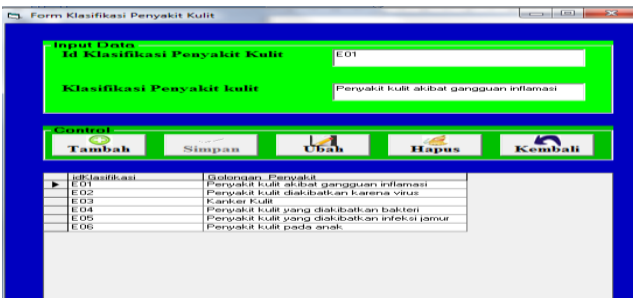 Form Klasifikasi Penyakit Kulit
Input Data
Id Klasifikasi Penyakit Kulit
E01
Klasifikasi Penyakit kulit
Penyakit kulit akibat gangguan inflamasi
Control
Tambah Simpan Ubah Hapus Kembali
idKlasifikasi Golongan_Penyakit
E01 Penyakit kulit akibat gangguan inflamasi
E02 Penyakit kulit diakibatkan karena virus
E03 Kanker Kulit
E04 Penyakit kulit yang diakibatkan bakteri
E05 Penyakit kulit yang diakibatkan infeksi jamur
E06 Penyakit kulit pada anak